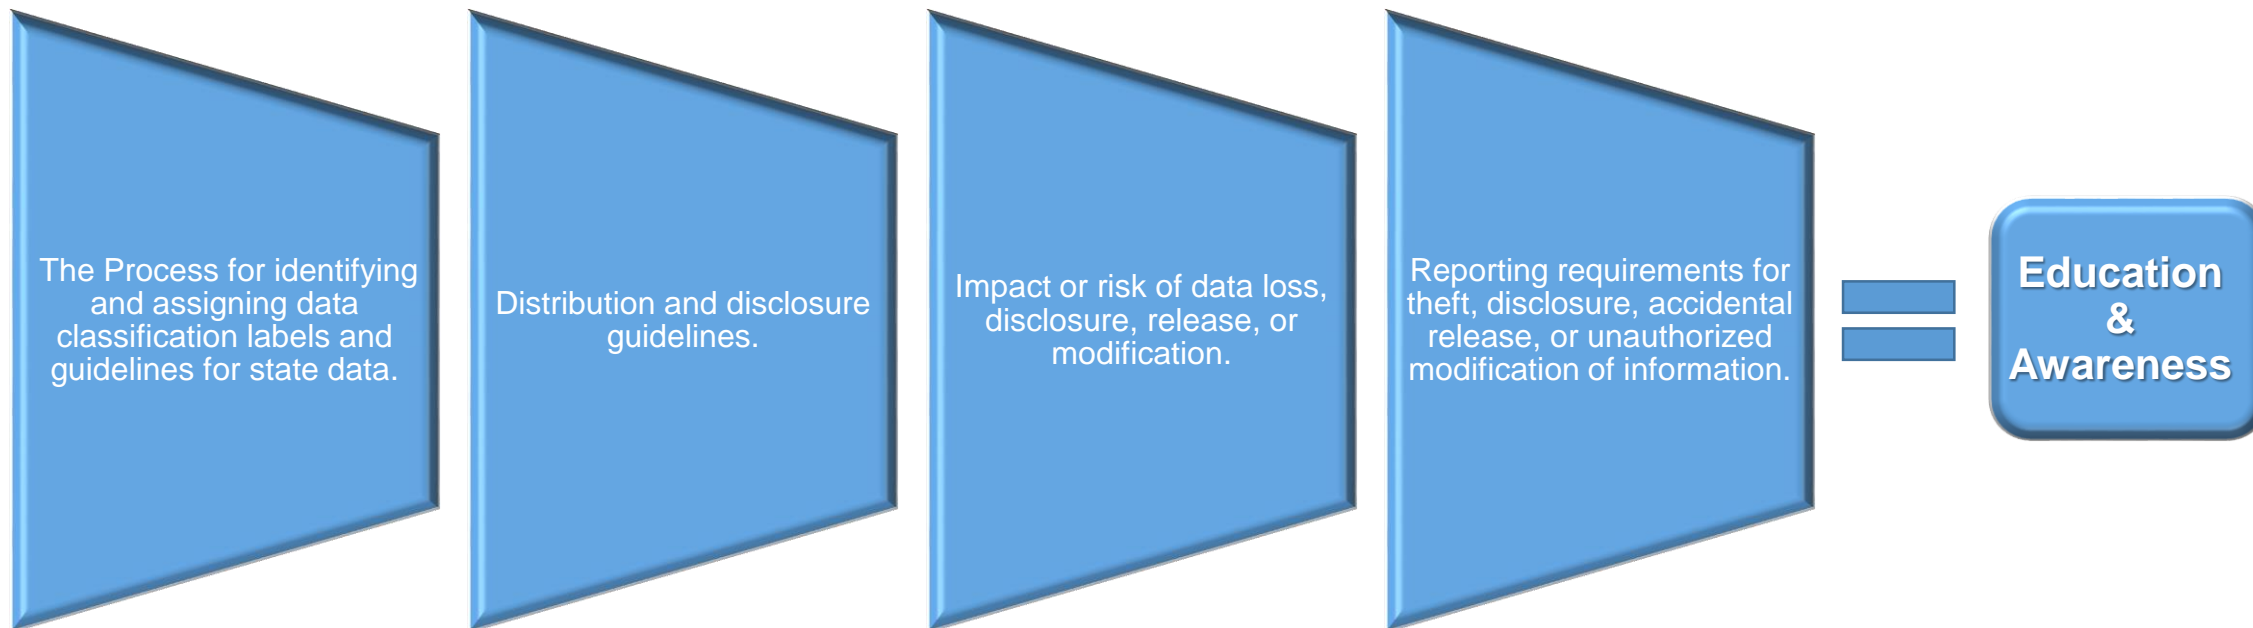 The Process for identifying
and assigning data
classification labels and
guidelines for state data.
Distribution and disclosure
guidelines.
Impact or risk of data loss,
disclosure, release, or
modification.
Reporting requirements for
theft, disclosure, accidental
release, or unauthorized
modification of information.
Education
&
Awareness